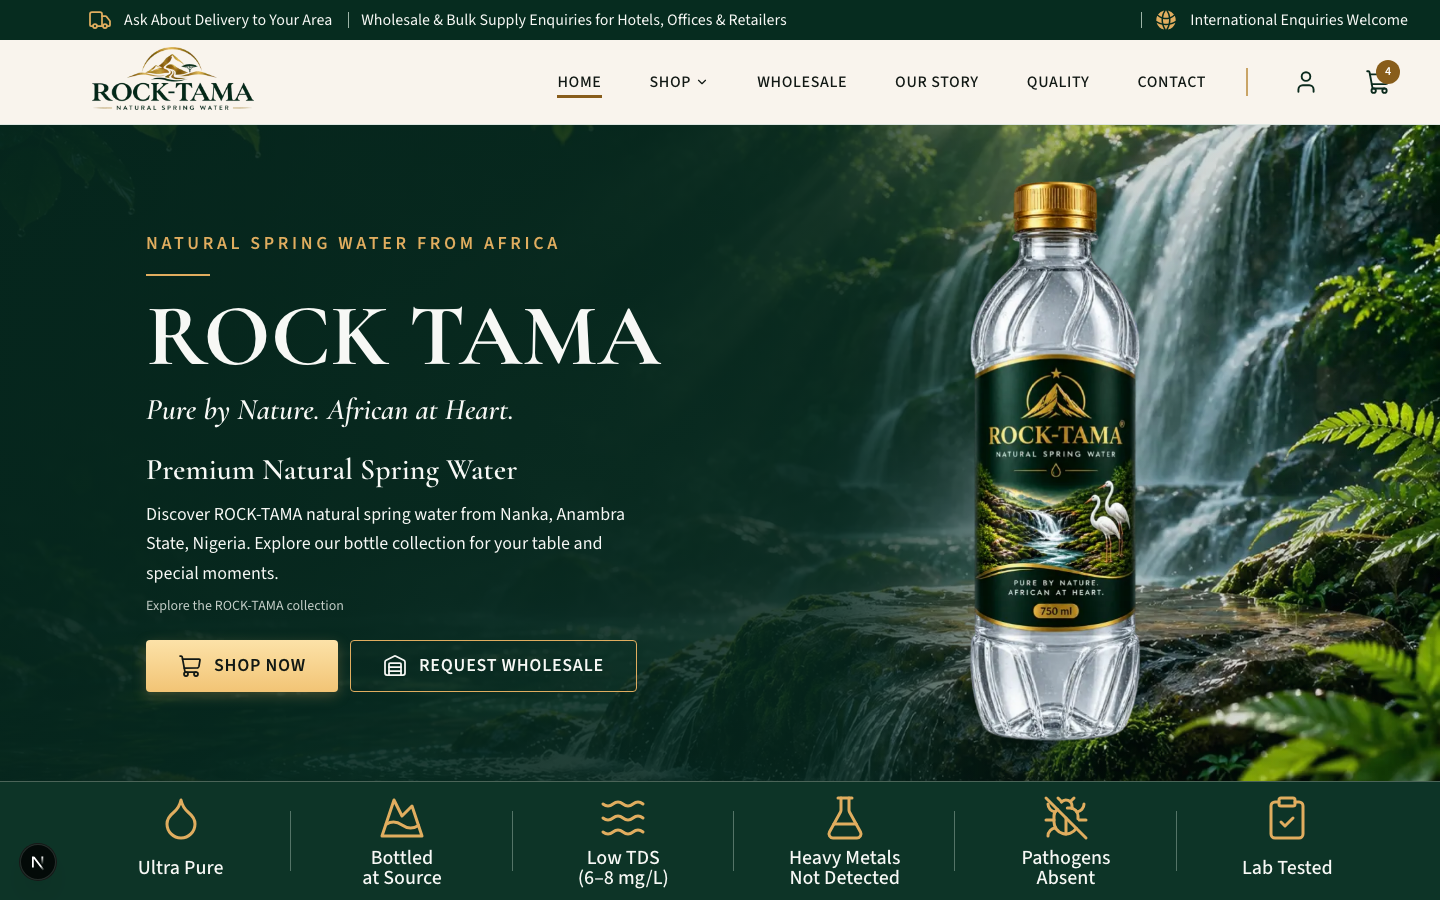 Ask About Delivery to Your Area
Wholesale & Bulk Supply Enquiries for Hotels, Offices & Retailers
International Enquiries Welcome
ROCK-TAMA
NATURAL SPRING WATER
HOME
SHOP
WHOLESALE
OUR STORY
QUALITY
CONTACT
4
NATURAL SPRING WATER FROM AFRICA
ROCK TAMA
Pure by Nature. African at Heart.
Premium Natural Spring Water
Discover ROCK-TAMA natural spring water from Nanka, Anambra
State, Nigeria. Explore our bottle collection for your table and
special moments.
Explore the ROCK-TAMA collection
SHOP NOW
REQUEST WHOLESALE
ROCK-TAMA®
NATURAL SPRING WATER
PURE BY NATURE.
AFRICAN AT HEART.
750 ml
Ultra Pure
Bottled
at Source
Low TDS
(6–8 mg/L)
Heavy Metals
Not Detected
Pathogens
Absent
Lab Tested
N